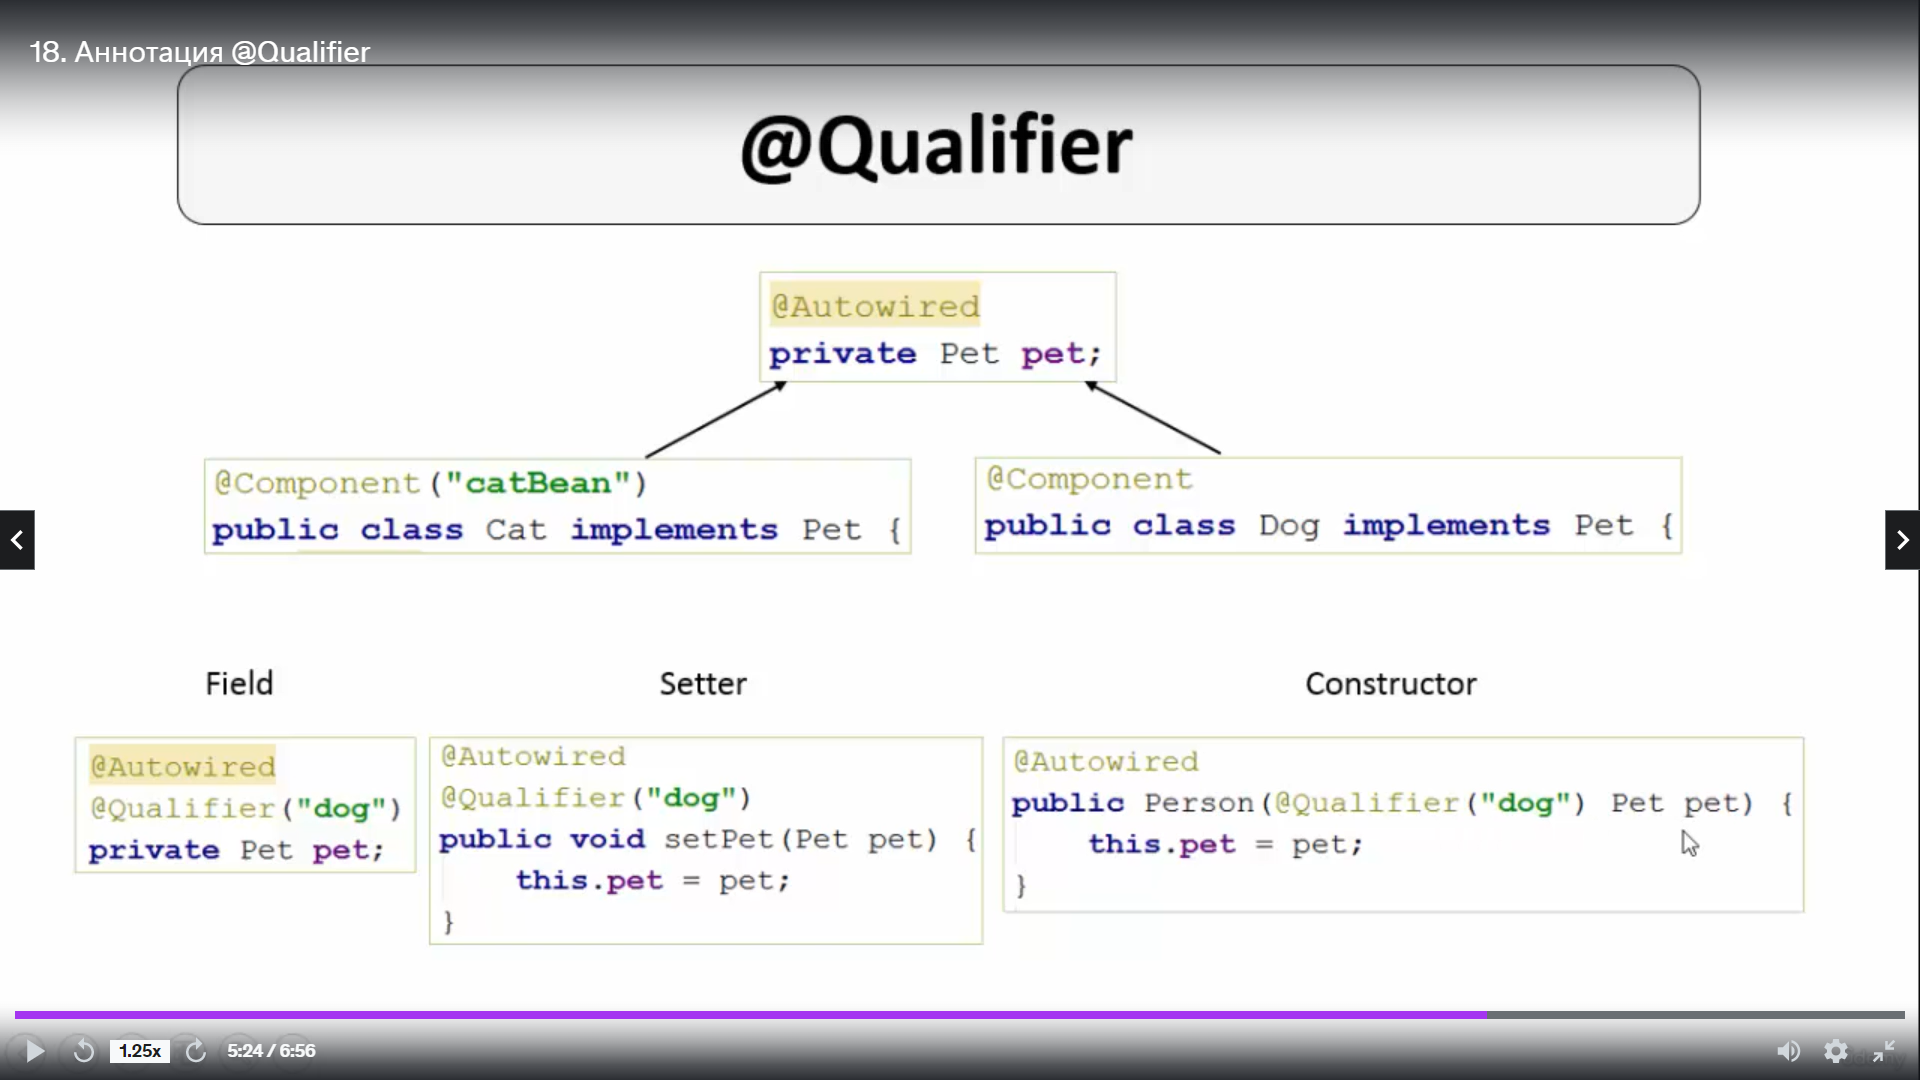 18. Аннотация @Qualifier
@Qualifier
@Autowired
private Pet pet;
@Component("catBean")
public class Cat implements Pet {
@Component
public class Dog implements Pet {
Field
Setter
Constructor
@Autowired
@Qualifier("dog")
private Pet pet;
@Autowired
@Qualifier("dog")
public void setPet(Pet pet) {
this.pet = pet;
}
@Autowired
public Person(@Qualifier("dog") Pet pet) {
this.pet = pet;
}
1.25x
5:24 / 6:56